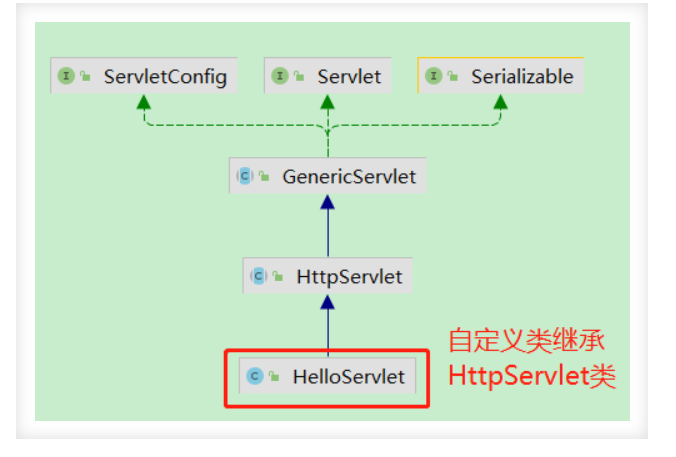 I ServletConfig
I Servlet
I Serializable
C GenericServlet
C HttpServlet
C HelloServlet
自定义类继承
HttpServlet类